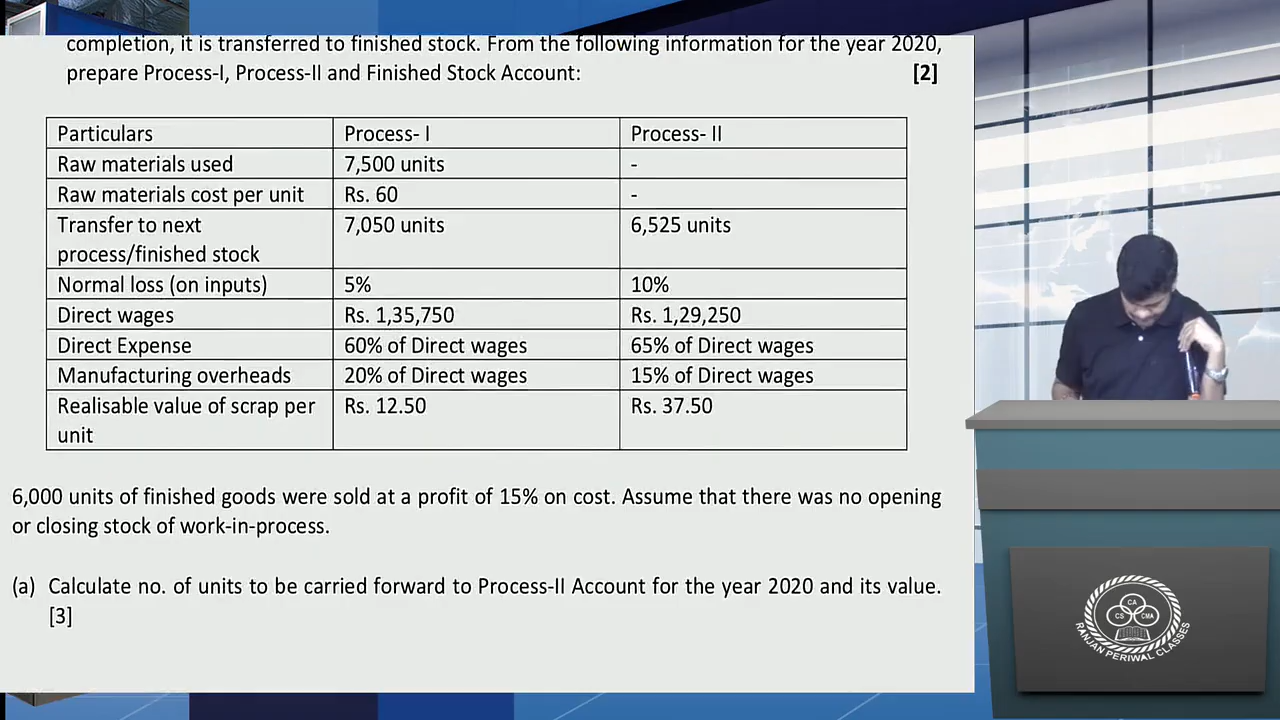 completion, it is transferred to finished stock. From the following information for the year 2020,
prepare Process-I, Process-II and Finished Stock Account: [2]
Particulars Process- I Process- II
Raw materials used 7,500 units -
Raw materials cost per unit Rs. 60 -
Transfer to next process/finished stock 7,050 units 6,525 units
Normal loss (on inputs) 5% 10%
Direct wages Rs. 1,35,750 Rs. 1,29,250
Direct Expense 60% of Direct wages 65% of Direct wages
Manufacturing overheads 20% of Direct wages 15% of Direct wages
Realisable value of scrap per unit Rs. 12.50 Rs. 37.50
6,000 units of finished goods were sold at a profit of 15% on cost. Assume that there was no opening
or closing stock of work-in-process.
(a) Calculate no. of units to be carried forward to Process-II Account for the year 2020 and its value.
[3]
CA
CS CMA
RANJAN PERIWAL CLASSES